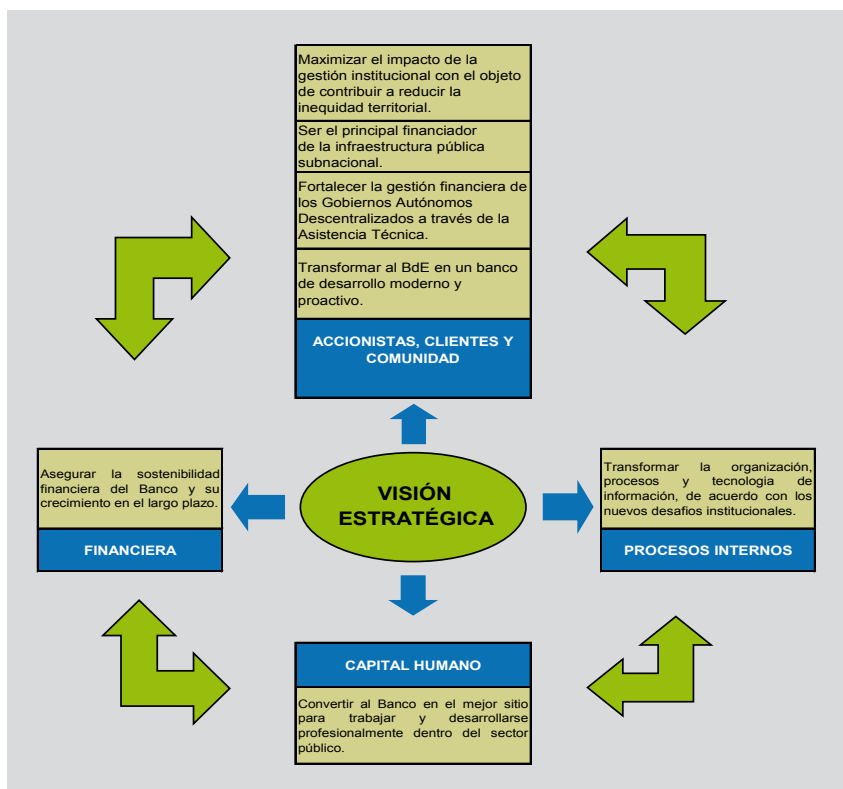 Maximizar el impacto de la
gestión institucional con el objeto
de contribuir a reducir la
inequidad territorial.
Ser el principal financiador
de la infraestructura pública
subnacional.
Fortalecer la gestión financiera de
los Gobiernos Autónomos
Descentralizados a través de la
Asistencia Técnica.
Transformar al BdE en un banco
de desarrollo moderno y
proactivo.
ACCIONISTAS, CLIENTES Y
COMUNIDAD
Asegurar la sostenibilidad
financiera del Banco y su
crecimiento en el largo plazo.
FINANCIERA
VISIÓN
ESTRATÉGICA
Transformar la organización,
procesos y tecnologia de
información, de acuerdo con los
nuevos desafios institucionales.
PROCESOS INTERNOS
CAPITAL HUMANO
Convertir al Banco en el mejor sitio
para trabajar y desarrollarse
profesionalmente dentro del sector
público.